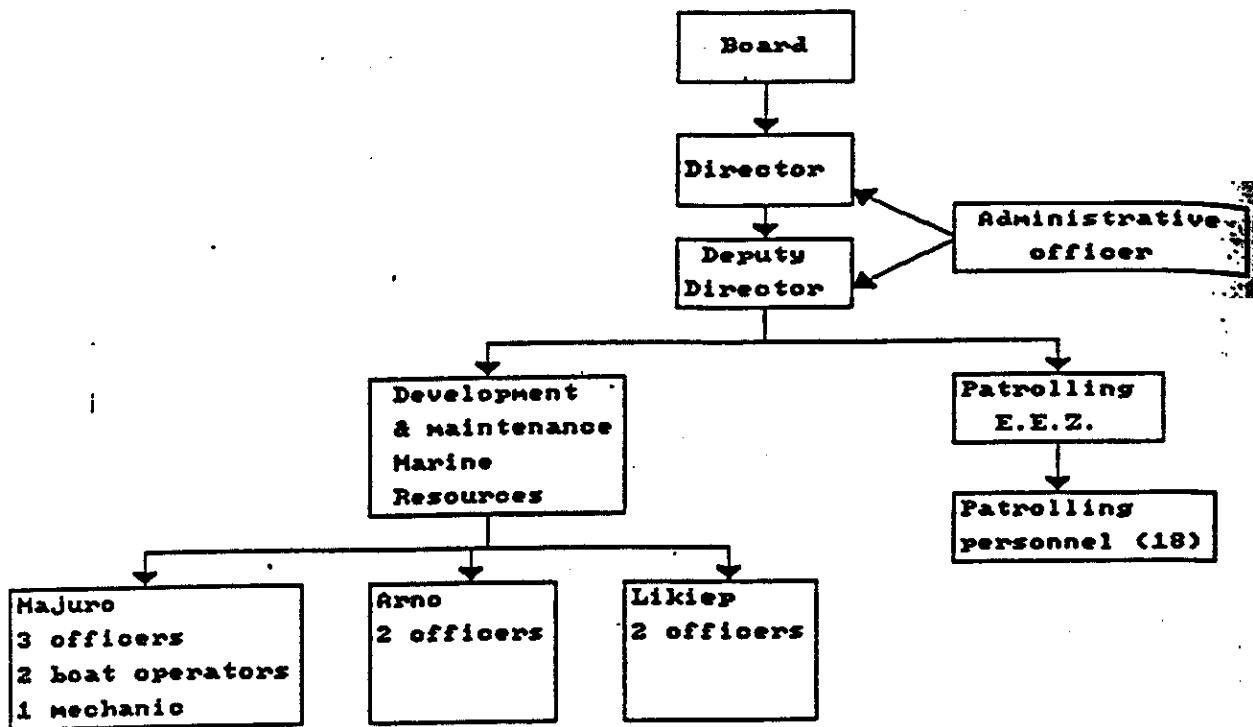 Board
Director
Administrative
officer
Deputy
Director
Development
& maintenance
Marine
Resources
Patrolling
E.E.Z.
Patrolling
personnel (18)
Majuro
3 officers
2 boat operators
1 mechanic
Arno
2 officers
Likiep
2 officers